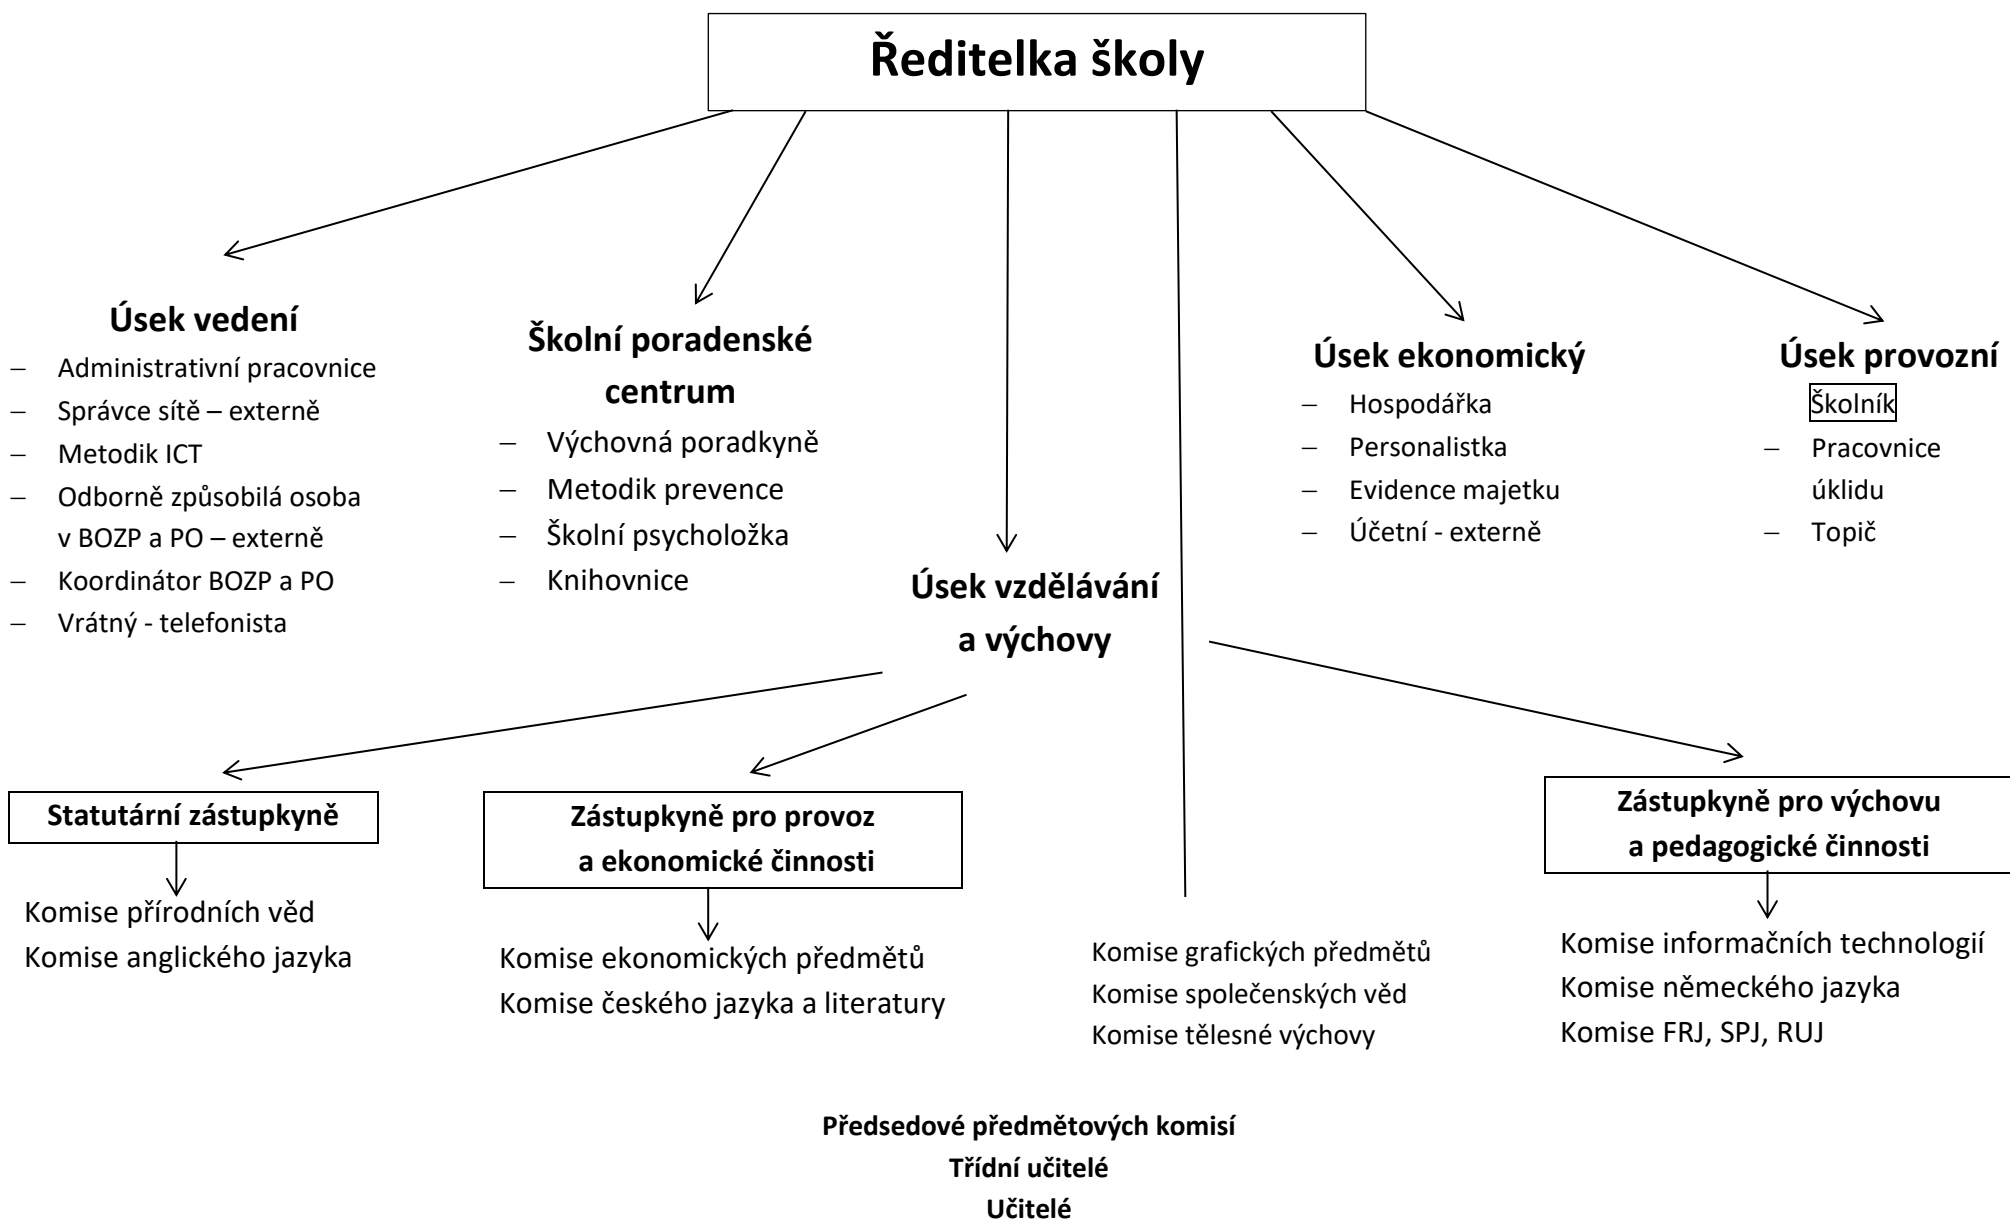 Ředitelka školy
Úsek vedení
– Administrativní pracovnice
– Správce sítě – externě
– Metodik ICT
– Odborně způsobilá osoba
v BOZP a PO – externě
– Koordinátor BOZP a PO
– Vrátný - telefonista
Školní poradenské
centrum
– Výchovná poradkyně
– Metodik prevence
– Školní psycholožka
– Knihovnice
Úsek vzdělávání
a výchovy
Úsek ekonomický
– Hospodářka
– Personalistka
– Evidence majetku
– Účetní - externě
Úsek provozní
Školník
– Pracovnice
úklidu
– Topič
Statutární zástupkyně
Komise přírodních věd
Komise anglického jazyka
Zástupkyně pro provoz
a ekonomické činnosti
Komise ekonomických předmětů
Komise českého jazyka a literatury
Komise grafických předmětů
Komise společenských věd
Komise tělesné výchovy
Zástupkyně pro výchovu
a pedagogické činnosti
Komise informačních technologií
Komise německého jazyka
Komise FRJ, SPJ, RUJ
Předsedové předmětových komisí
Třídní učitelé
Učitelé